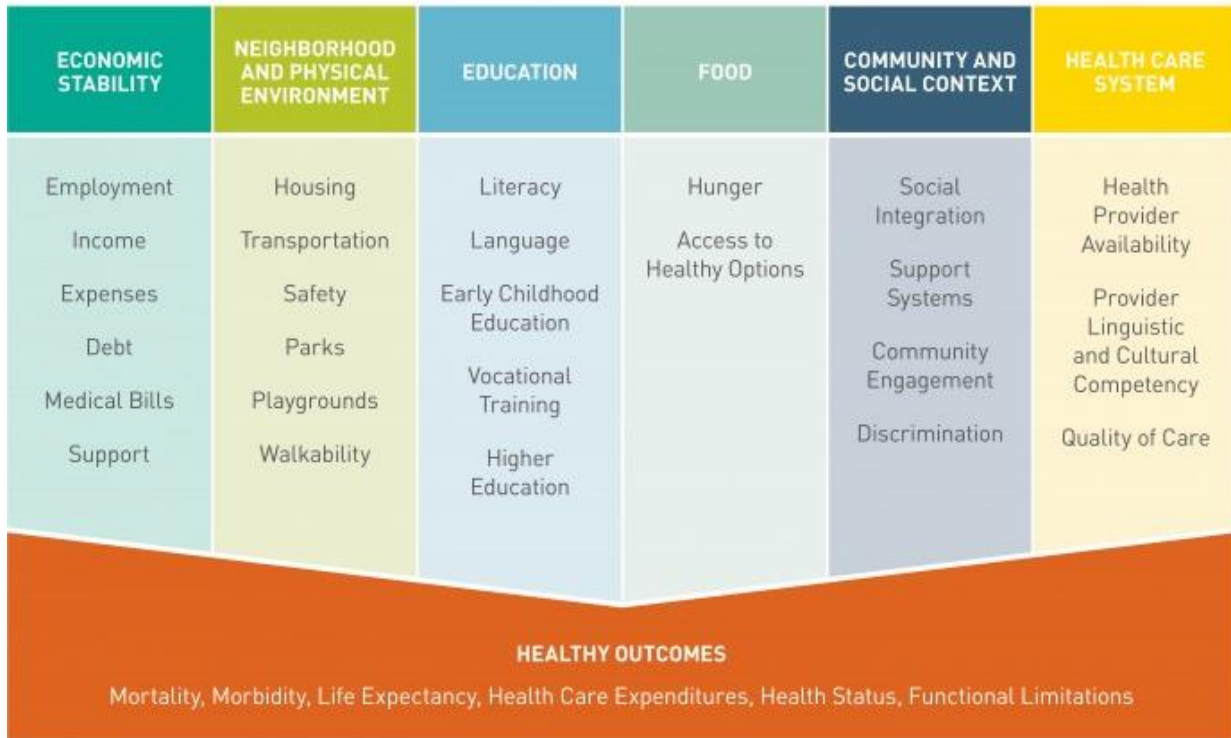 ECONOMIC
STABILITY
NEIGHBORHOOD
AND PHYSICAL
ENVIRONMENT
EDUCATION
FOOD
COMMUNITY AND
SOCIAL CONTEXT
HEALTH CARE
SYSTEM
Employment
Income
Expenses
Debt
Medical Bills
Support
Housing
Transportation
Safety
Parks
Playgrounds
Walkability
Literacy
Language
Early Childhood
Education
Vocational
Training
Higher
Education
Hunger
Access to
Healthy Options
Social
Integration
Support
Systems
Community
Engagement
Discrimination
Health
Provider
Availability
Provider
Linguistic
and Cultural
Competency
Quality of Care
HEALTHY OUTCOMES
Mortality, Morbidity, Life Expectancy, Health Care Expenditures, Health Status, Functional Limitations